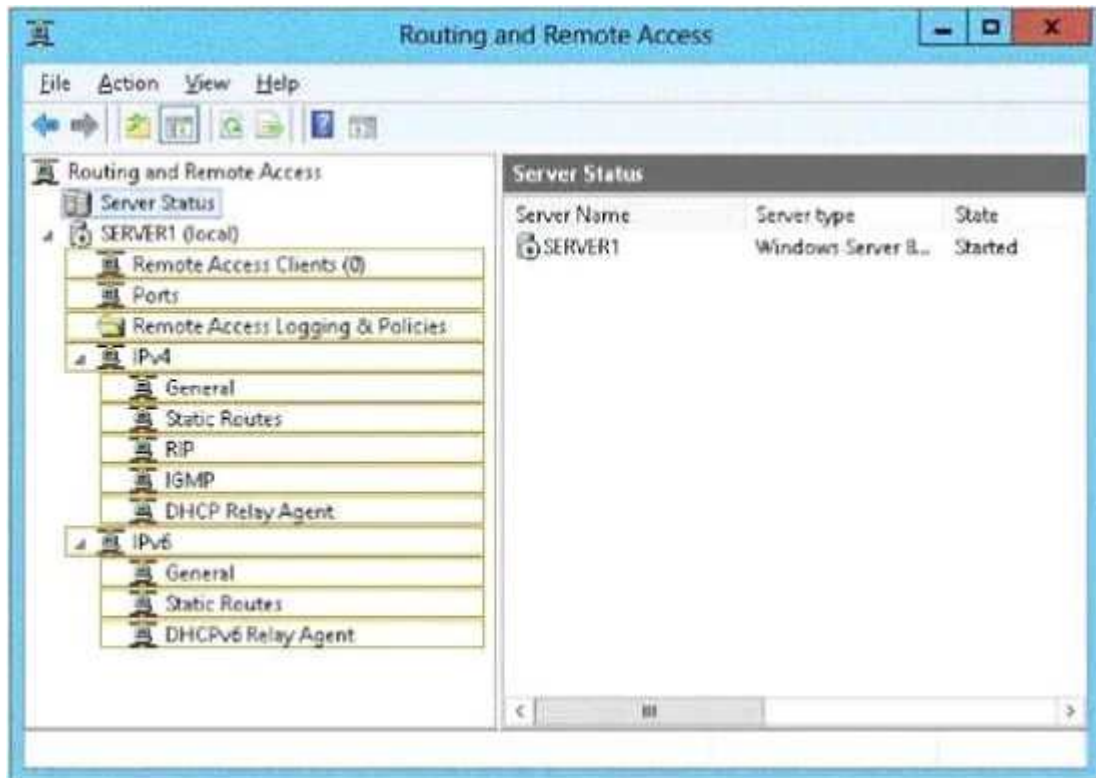 Routing and Remote Access
File Action View Help
Routing and Remote Access
Server Status
SERVER1 (local)
Remote Access Clients (0)
Ports
Remote Access Logging & Policies
IPv4
General
Static Routes
RIP
IGMP
DHCP Relay Agent
IPv6
General
Static Routes
DHCPv6 Relay Agent
Server Status
Server Name Server type State
SERVER1 Windows Server 8... Started